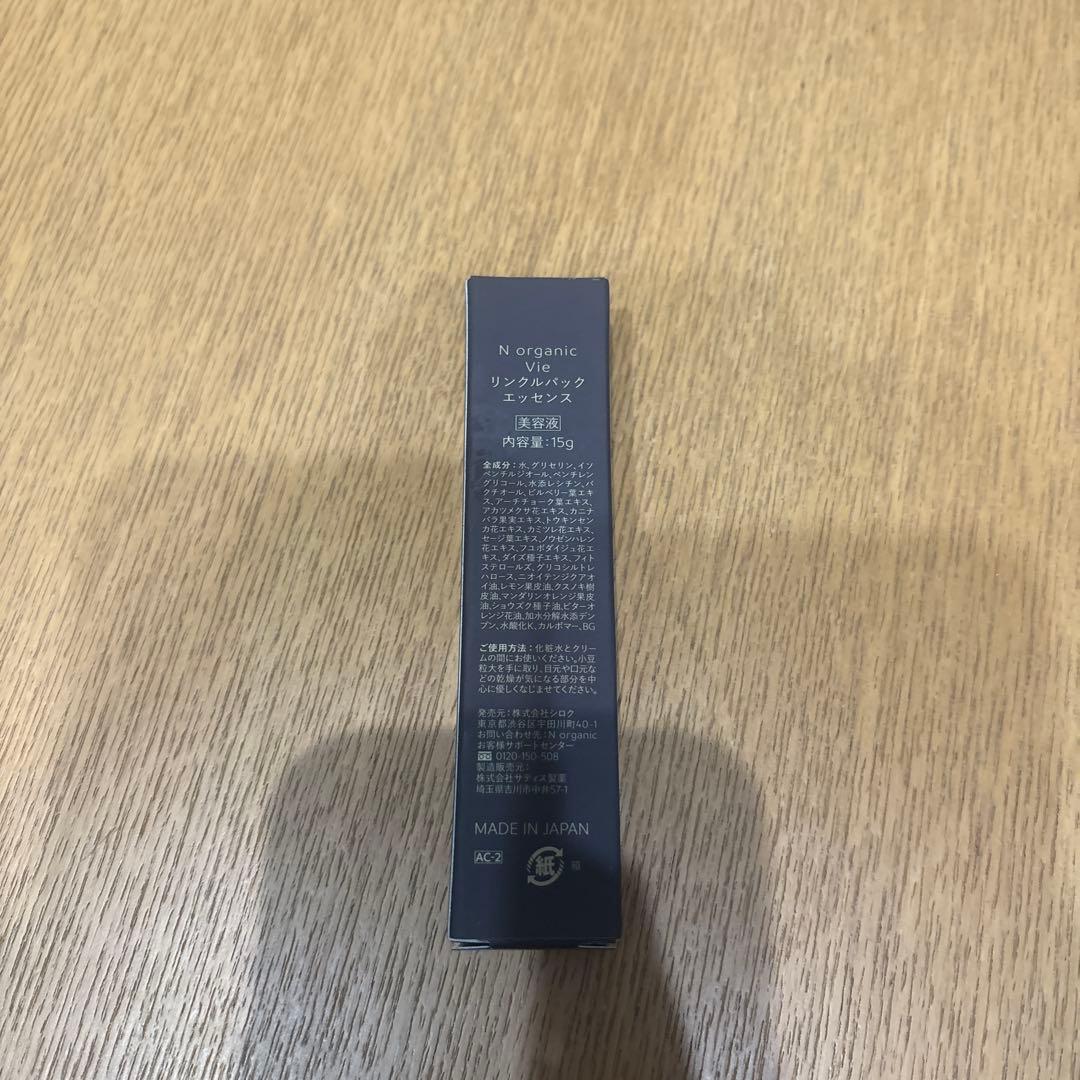 N organic
Vie
リンクルパック
エッセンス
美容液
内容量：15g
全成分：水、グリセリン、イソ
ペンチルジオール、ペンチレン
グリコール、水添レシチン、バ
クチオール、ビルベリー葉エキ
ス、アーチチョーク葉エキス、
アカツメクサ花エキス、カニナ
バラ果実エキス、トウキンセン
カ花エキス、カミツレ花エキス、
セージ葉エキス、ノウゼンハレン
花エキス、フユボダイジュ花エ
キス、ダイズ種子エキス、フィト
ステロールズ、グリコシルトレ
ハロース、ニオイテンジクアオ
イ油、レモン果皮油、クスノキ樹
皮油、マンダリンオレンジ果皮
油、ショウズク種子油、ビターオ
レンジ花油、加水分解水添デン
プン、水酸化K、カルボマー、BG
ご使用方法：化粧水とクリー
ムの間にお使いください。小豆
粒大を手に取り、目元や口元な
どの乾燥が気になる部分を中
心に優しくなじませてください。
発売元：株式会社シロク
東京都渋谷区宇田川町40-1
お問い合わせ先：N organic
お客様サポートセンター
0120-150-508
製造販売元：
株式会社サティス製薬
埼玉県吉川市中井57-1
MADE IN JAPAN
AC-2
紙
箱